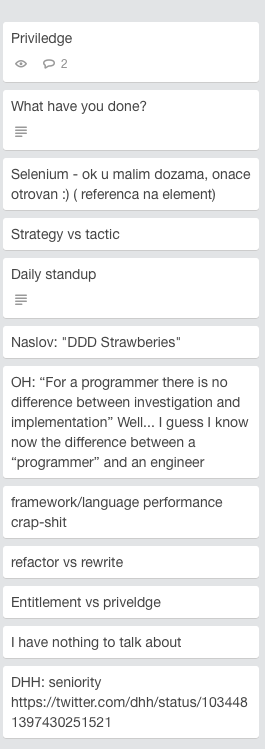 Priviledge
2
What have you done?
Selenium - ok u malim dozama, onace
otrovan :) ( referenca na element)
Strategy vs tactic
Daily standup
Naslov: "DDD Strawberies"
OH: “For a programmer there is no
difference between investigation and
implementation” Well... I guess I know
now the difference between a
“programmer” and an engineer
framework/language performance
crap-shit
refactor vs rewrite
Entitlement vs priveldge
I have nothing to talk about
DHH: seniority
https://twitter.com/dhh/status/103448
1397430251521